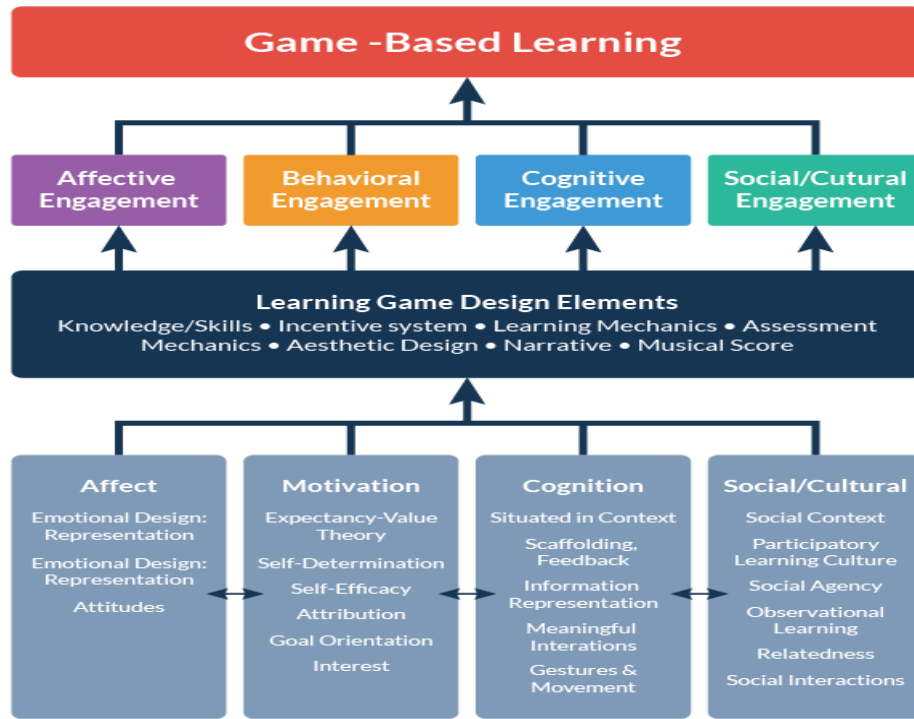 Game -Based Learning
Affective
Engagement
Behavioral
Engagement
Cognitive
Engagement
Social/Cutural
Engagement
Learning Game Design Elements
Knowledge/Skills • Incentive system • Learning Mechanics • Assessment
Mechanics • Aesthetic Design • Narrative • Musical Score
Affect
Emotional Design:
Representation
Emotional Design:
Representation
Attitudes
Motivation
Expectancy-Value
Theory
Self-Determination
Self-Efficacy
Attribution
Goal Orientation
Interest
Cognition
Situated in Context
Scaffolding,
Feedback
Information
Representation
Meaningful
Interations
Gestures &
Movement
Social/Cultural
Social Context
Participatory
Learning Culture
Social Agency
Observational
Learning
Relatedness
Social Interactions